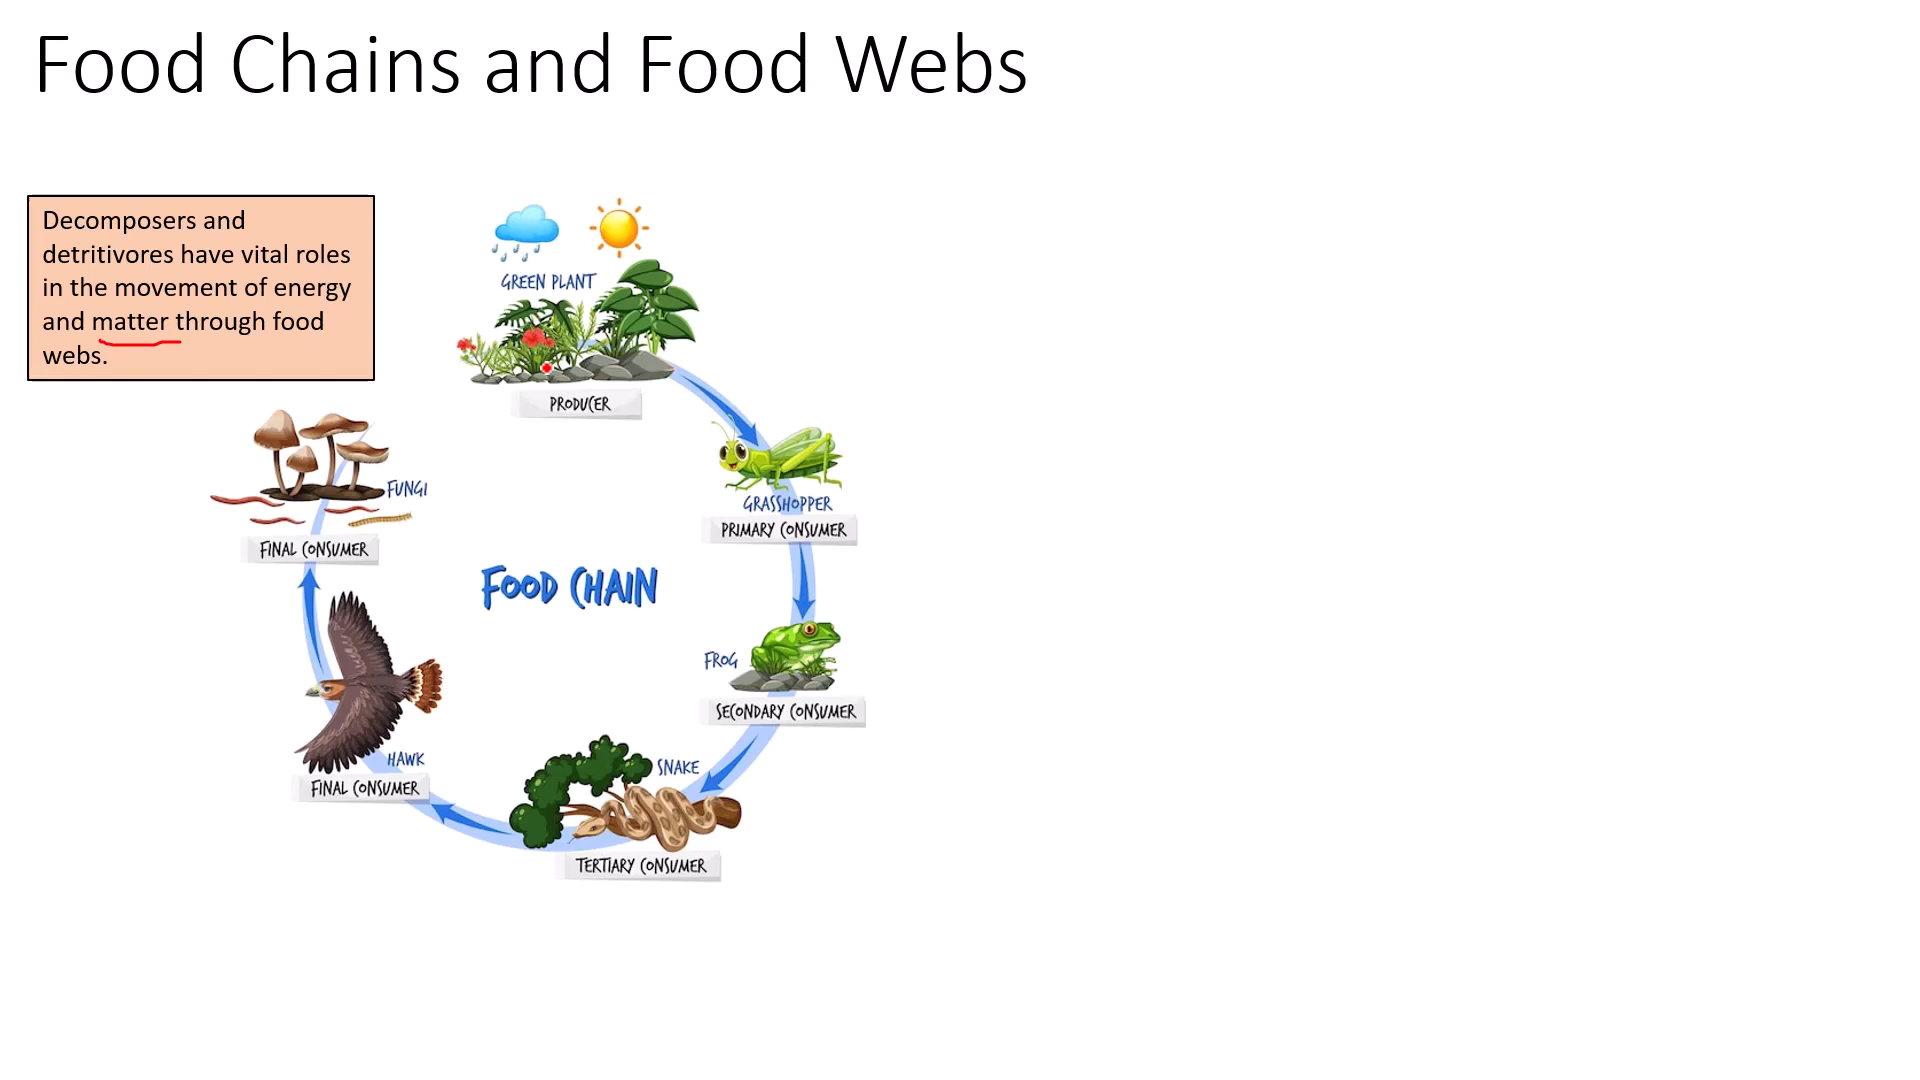 Food Chains and Food Webs
Decomposers and
detritivores have vital roles
in the movement of energy
and matter through food
webs.
GREEN PLANT
PRODUCER
GRASSHOPPER
PRIMARY CONSUMER
FROG
SECONDARY CONSUMER
SNAKE
TERTIARY CONSUMER
HAWK
FINAL CONSUMER
FUNGI
FINAL CONSUMER
FOOD CHAIN